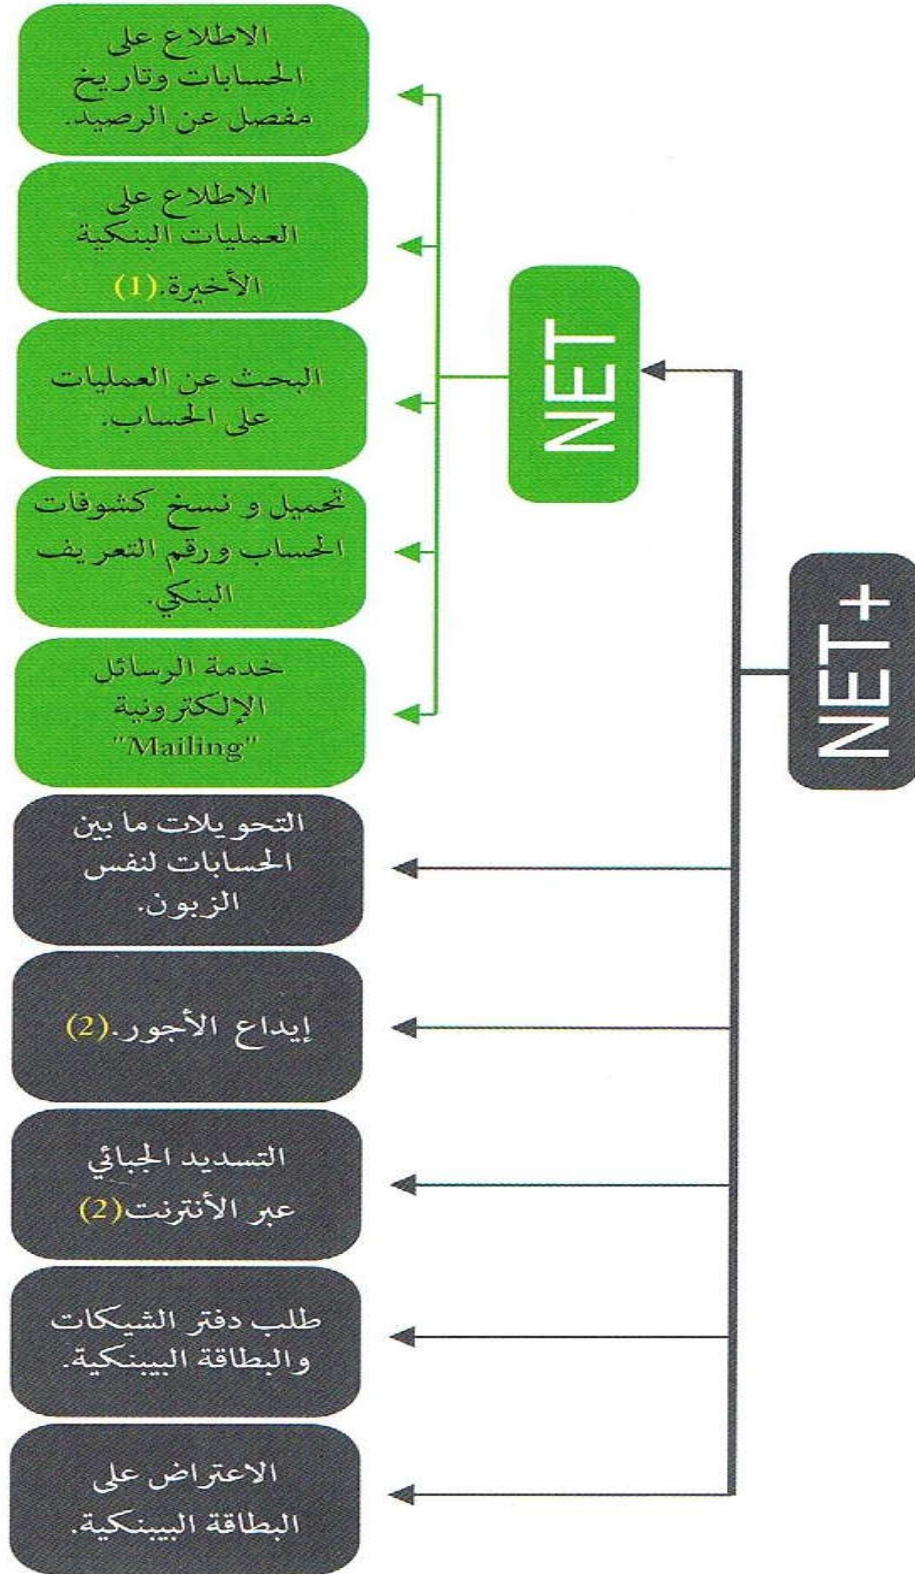 NET+
NET
الاطلاع على
الحسابات وتاريخ
مفصل عن الرصيد.
الاطلاع على
العمليات البنكية
الأخيرة.(1)
البحث عن العمليات
على الحساب.
تحميل و نسخ كشوفات
الحساب ورقم التعريف
البنكي.
خدمة الرسائل
الإلكترونية
"Mailing"
التحويلات ما بين
الحسابات لنفس
الزبون.
إيداع الأجور.(2)
التسديد الجبائي
عبر الأنترنت(2)
طلب دفتر الشيكات
والبطاقة البيبنكية.
الاعتراض على
البطاقة البيبنكية.